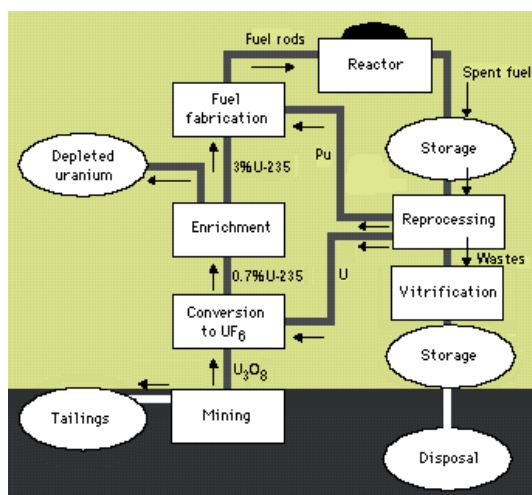 Fuel rods
Reactor
Spent fuel
Fuel
fabrication
Depleted
uranium
3%U-235
Pu
Storage
Enrichment
Reprocessing
0.7%U-235
U
Wastes
Conversion
to UF₆
Vitrification
U₃O₈
Storage
Tailings
Mining
Disposal